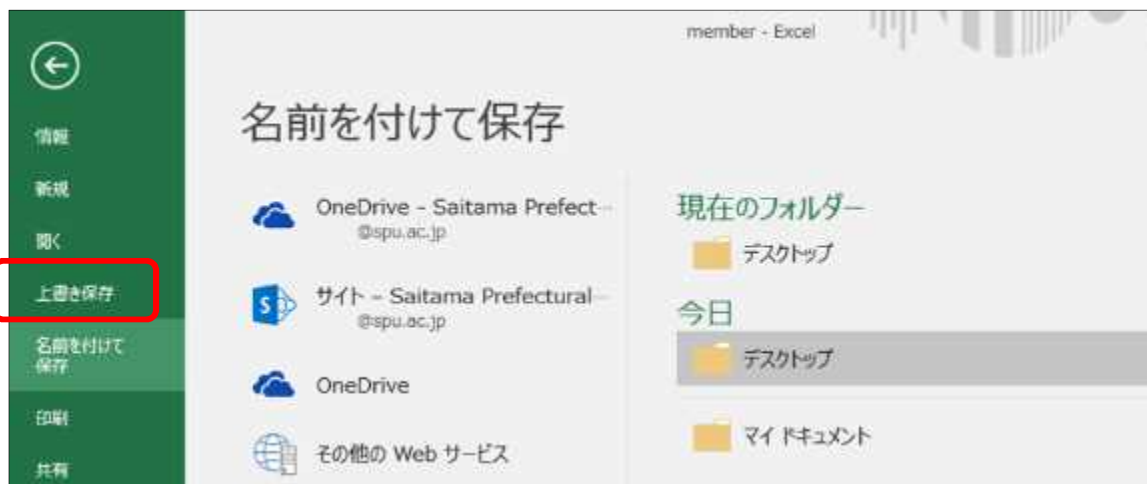 member - Excel
情報
新規
開く
上書き保存
名前を付けて
保存
印刷
共有
名前を付けて保存
OneDrive - Saitama Prefect…
@spu.ac.jp
サイト - Saitama Prefectural…
@spu.ac.jp
OneDrive
その他の Web サービス
現在のフォルダー
デスクトップ
今日
デスクトップ
マイ ドキュメント